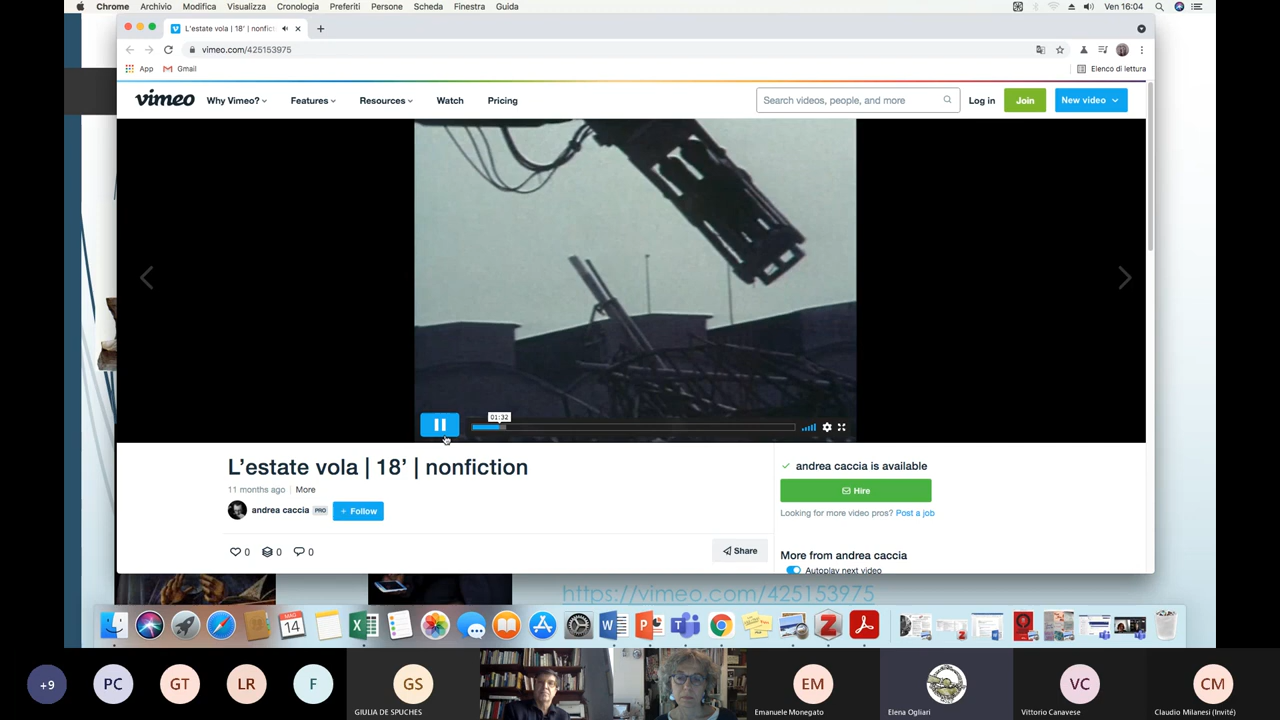 Chrome Archivio Modifica Visualizza Cronologia Preferiti Persone Scheda Finestra Guida Ven 16:04
L'estate vola | 18' | nonfict
vimeo.com/425153975
App Gmail Elenco di lettura
vimeo Why Vimeo? Features Resources Watch Pricing Search videos, people, and more Log in Join New video
01:32
L'estate vola | 18' | nonfiction
11 months ago | More
andrea caccia PRO + Follow
0 0 0
Share
andrea caccia is available
Hire
Looking for more video pros? Post a job
More from andrea caccia
Autoplay next video
https://vimeo.com/425153975
MAG
14
+9 PC GT LR F GS EM VC CM
GIULIA DE SPUCHES Emanuele Monegato Elena Ogliari Vittorio Canavese Claudio Milanesi (Invité)